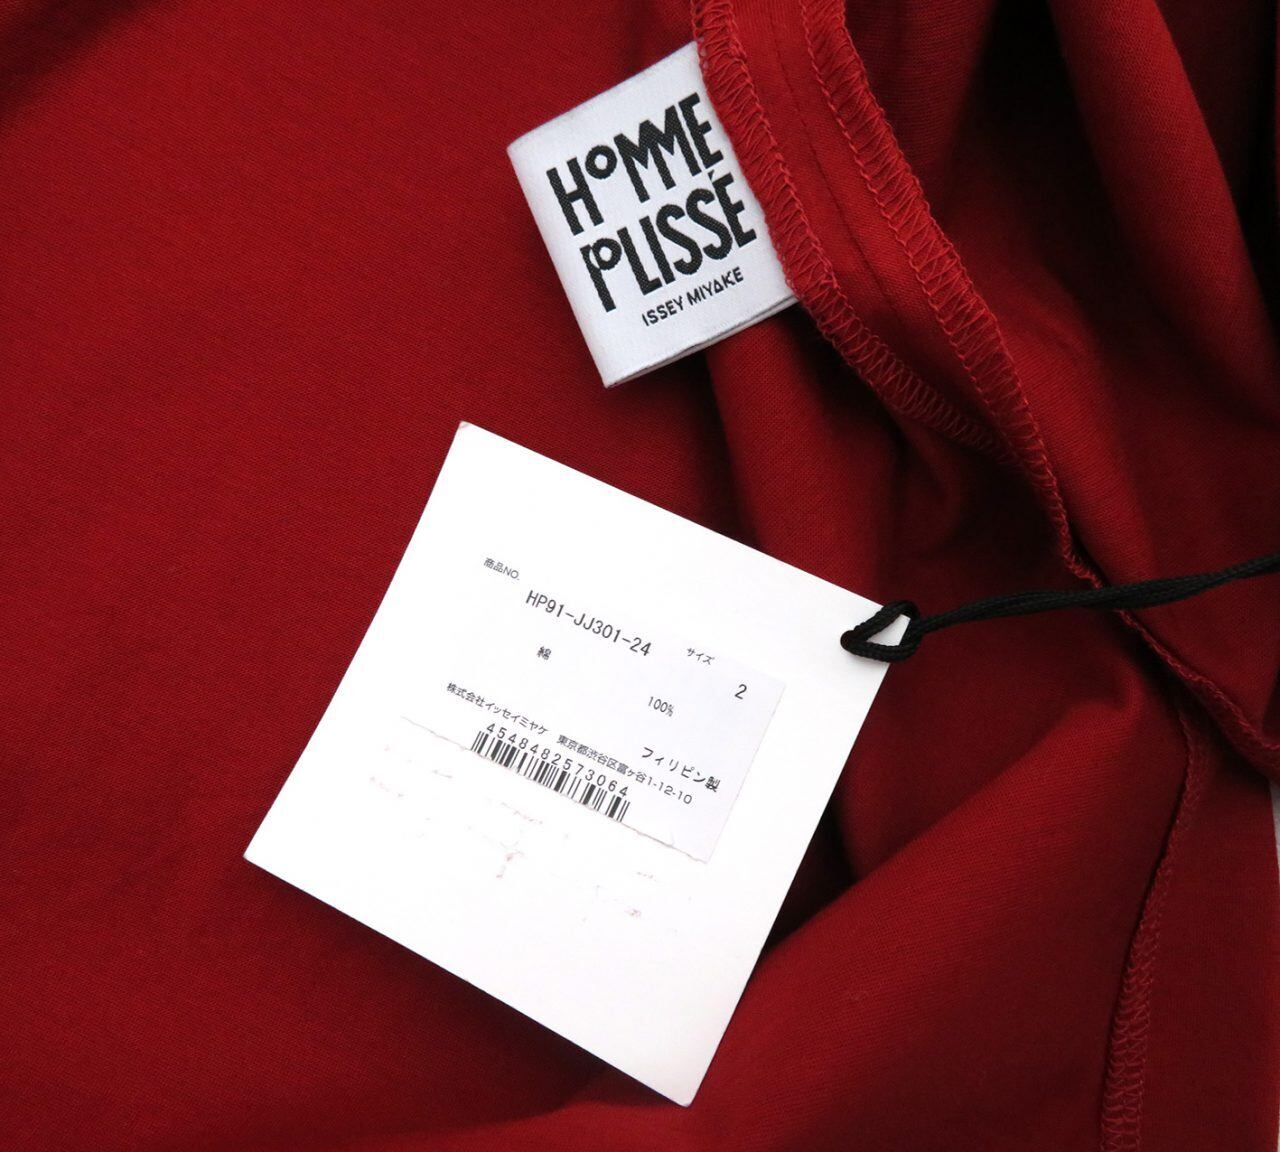 HOMME
PLISSÉ
ISSEY MIYAKE
商品NO.
HP91-JJ301-24
サイズ
2
綿
100%
フィリピン製
株式会社イッセイミヤケ 東京都渋谷区富ヶ谷1-12-10
4548482573064